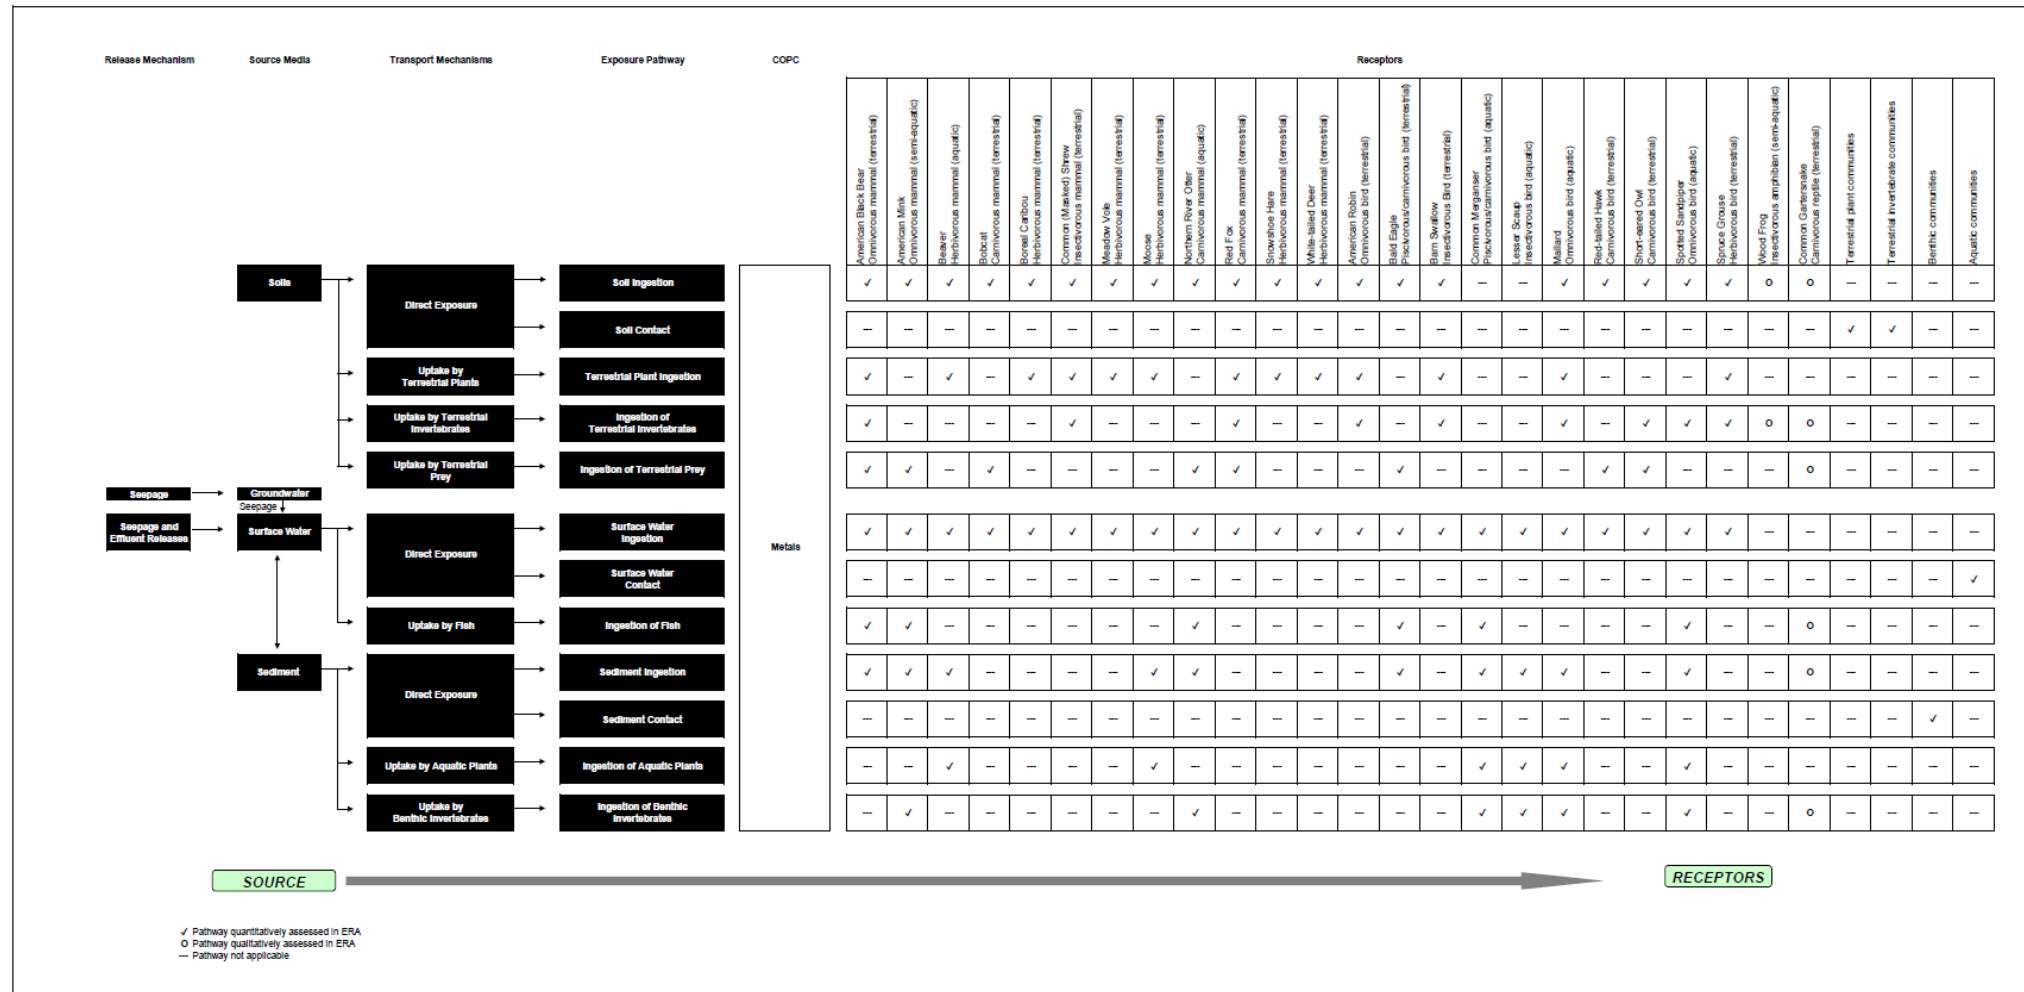 Release Mechanism Source Media Transport Mechanisms Exposure Pathway COPC Receptors
American Black Bear
Omnivorous mammal (terrestrial)
American Mink
Omnivorous mammal (semi-aquatic)
Beaver
Herbivorous mammal (aquatic)
Bobcat
Carnivorous mammal (terrestrial)
Boreal Caribou
Herbivorous mammal (terrestrial)
Common (Masked) Shrew
Insectivorous mammal (terrestrial)
Meadow Vole
Herbivorous mammal (terrestrial)
Moose
Herbivorous mammal (terrestrial)
Northern River Otter
Carnivorous mammal (aquatic)
Red Fox
Carnivorous mammal (terrestrial)
Snowshoe Hare
Herbivorous mammal (terrestrial)
White-tailed Deer
Herbivorous mammal (terrestrial)
American Robin
Omnivorous bird (terrestrial)
Bald Eagle
Piscivorous/carnivorous bird (terrestrial)
Barn Swallow
Insectivorous Bird (terrestrial)
Common Merganser
Piscivorous/carnivorous bird (aquatic)
Lesser Scaup
Insectivorous bird (aquatic)
Mallard
Omnivorous bird (aquatic)
Red-tailed Hawk
Carnivorous bird (terrestrial)
Short-eared Owl
Carnivorous bird (terrestrial)
Spotted Sandpiper
Omnivorous bird (aquatic)
Spruce Grouse
Herbivorous bird (terrestrial)
Wood Frog
Insectivorous amphibian (semi-aquatic)
Common Gartersnake
Carnivorous reptile (terrestrial)
Terrestrial plant communities
Terrestrial invertebrate communities
Benthic communities
Aquatic communities
Soils
Direct Exposure
Soil Ingestion
✓ ✓ ✓ ✓ ✓ ✓ ✓ ✓ ✓ ✓ ✓ ✓ ✓ ✓ ✓ --- --- ✓ ✓ ✓ ✓ ✓ O O --- --- --- ---
Soil Contact
--- --- --- --- --- --- --- --- --- --- --- --- --- --- --- --- --- --- --- --- --- --- --- --- ✓ ✓ --- ---
Uptake by
Terrestrial Plants
Terrestrial Plant Ingestion
✓ --- ✓ --- ✓ ✓ ✓ ✓ --- ✓ ✓ ✓ ✓ --- ✓ --- --- ✓ --- --- --- ✓ --- --- --- --- --- ---
Uptake by Terrestrial
Invertebrates
Ingestion of
Terrestrial Invertebrates
✓ --- --- --- --- ✓ --- --- --- ✓ --- --- ✓ --- ✓ --- --- ✓ --- ✓ ✓ ✓ O O --- --- --- ---
Uptake by Terrestrial
Prey
Ingestion of Terrestrial Prey
✓ ✓ --- ✓ --- --- --- --- ✓ ✓ --- --- --- ✓ --- --- --- --- ✓ ✓ --- --- --- O --- --- --- ---
Seepage
Groundwater
Seepage
Seepage and
Effluent Releases
Surface Water
Direct Exposure
Surface Water
Ingestion
Metals
✓ ✓ ✓ ✓ ✓ ✓ ✓ ✓ ✓ ✓ ✓ ✓ ✓ ✓ ✓ ✓ ✓ ✓ ✓ ✓ ✓ ✓ --- --- --- --- --- ---
Surface Water
Contact
--- --- --- --- --- --- --- --- --- --- --- --- --- --- --- --- --- --- --- --- --- --- --- --- --- --- --- ✓
Uptake by Fish
Ingestion of Fish
✓ ✓ --- --- --- --- --- --- ✓ --- --- --- --- ✓ --- ✓ --- --- --- --- ✓ --- --- O --- --- --- ---
Sediment
Direct Exposure
Sediment Ingestion
✓ ✓ ✓ --- --- --- --- ✓ ✓ --- --- --- --- ✓ --- ✓ ✓ ✓ --- --- ✓ --- --- O --- --- --- ---
Sediment Contact
--- --- --- --- --- --- --- --- --- --- --- --- --- --- --- --- --- --- --- --- --- --- --- --- --- --- ✓ ---
Uptake by Aquatic Plants
Ingestion of Aquatic Plants
--- --- ✓ --- --- --- --- ✓ --- --- --- --- --- --- --- ✓ ✓ ✓ --- --- ✓ --- --- --- --- --- --- ---
Uptake by
Benthic Invertebrates
Ingestion of Benthic
Invertebrates
--- ✓ --- --- --- --- --- --- ✓ --- --- --- --- --- --- ✓ ✓ ✓ --- --- ✓ --- --- O --- --- --- ---
SOURCE
RECEPTORS
✓ Pathway quantitatively assessed in ERA
O Pathway qualitatively assessed in ERA
--- Pathway not applicable